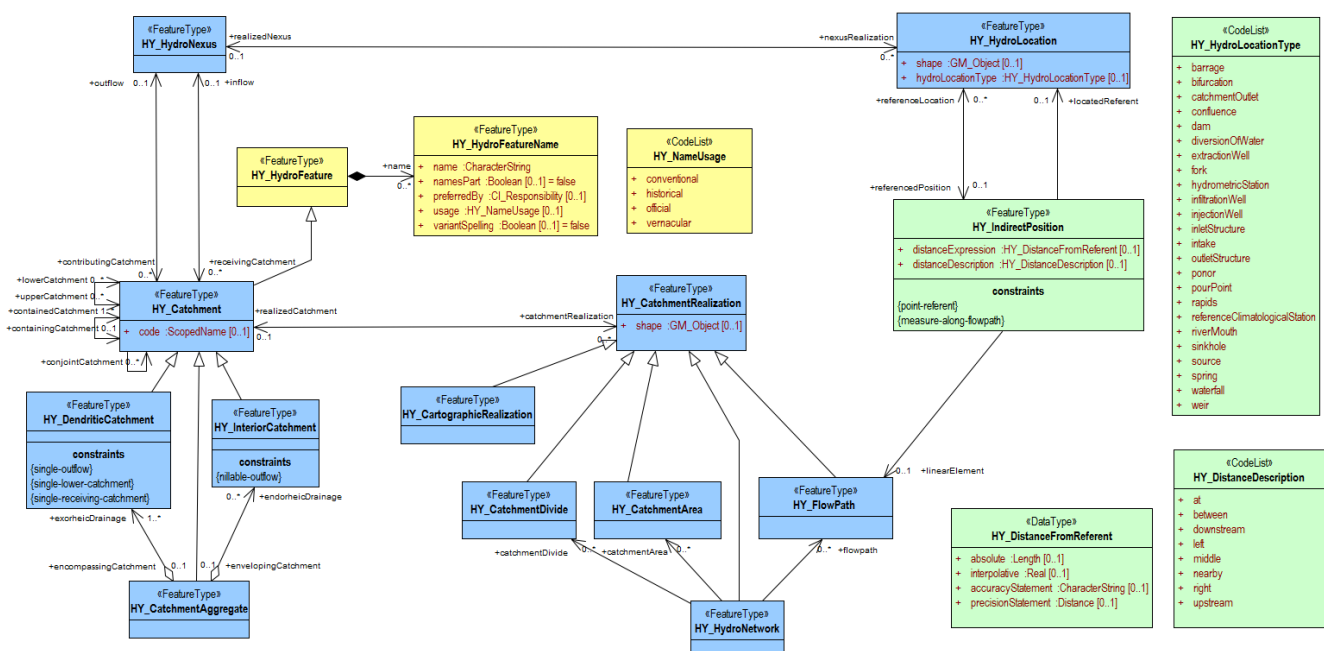 «FeatureType»
HY_HydroNexus
+realizedNexus
0..1
+nexusRealization
0..*
«FeatureType»
HY_HydroLocation
+ shape :GM_Object [0..1]
+ hydroLocationType :HY_HydroLocationType [0..1]
«CodeList»
HY_HydroLocationType
+ barrage
+ bifurcation
+ catchmentOutlet
+ confluence
+ dam
+ diversionOfWater
+ extractionWell
+ fork
+ hydrometricStation
+ infiltrationWell
+ injectionWell
+ inletStructure
+ intake
+ outletStructure
+ ponor
+ pourPoint
+ rapids
+ referenceClimatologicalStation
+ riverMouth
+ sinkhole
+ source
+ spring
+ waterfall
+ weir
+outflow 0..1
0..1 +inflow
+referenceLocation 0..*
0..1 +locatedReferent
«FeatureType»
HY_HydroFeature
+name
0..*
«FeatureType»
HY_HydroFeatureName
+ name :CharacterString
+ namesPart :Boolean [0..1] = false
+ preferredBy :CI_Responsibility [0..1]
+ usage :HY_NameUsage [0..1]
+ variantSpelling :Boolean [0..1] = false
«CodeList»
HY_NameUsage
+ conventional
+ historical
+ official
+ vernacular
+referencedPosition 0..1
«FeatureType»
HY_IndirectPosition
+ distanceExpression :HY_DistanceFromReferent [0..1]
+ distanceDescription :HY_DistanceDescription [0..1]
constraints
{point-referent}
{measure-along-flowpath}
+contributingCatchment
0..*
+receivingCatchment
0..*
+lowerCatchment 0..*
+upperCatchment 0..*
+containedCatchment 1..*
+containingCatchment 0..1
+conjointCatchment 0..*
«FeatureType»
HY_Catchment
+ code :ScopedName [0..1]
+realizedCatchment
0..1
+catchmentRealization
0..*
«FeatureType»
HY_CatchmentRealization
+ shape :GM_Object [0..1]
«FeatureType»
HY_DendriticCatchment
constraints
{single-outflow}
{single-lower-catchment}
{single-receiving-catchment}
«FeatureType»
HY_InteriorCatchment
constraints
{nillable-outflow}
«FeatureType»
HY_CartographicRealization
+exorheicDrainage 1..*
0..* +endorheicDrainage
0..1 +linearElement
«FeatureType»
HY_CatchmentDivide
«FeatureType»
HY_CatchmentArea
«FeatureType»
HY_FlowPath
«CodeList»
HY_DistanceDescription
+ at
+ between
+ downstream
+ left
+ middle
+ nearby
+ right
+ upstream
«DataType»
HY_DistanceFromReferent
+ absolute :Length [0..1]
+ interpolative :Real [0..1]
+ accuracyStatement :CharacterString [0..1]
+ precisionStatement :Distance [0..1]
+catchmentDivide 0..*
+catchmentArea 0..*
0..* +flowpath
+encompassingCatchment 0..1
0..1 +envelopingCatchment
«FeatureType»
HY_CatchmentAggregate
«FeatureType»
HY_HydroNetwork